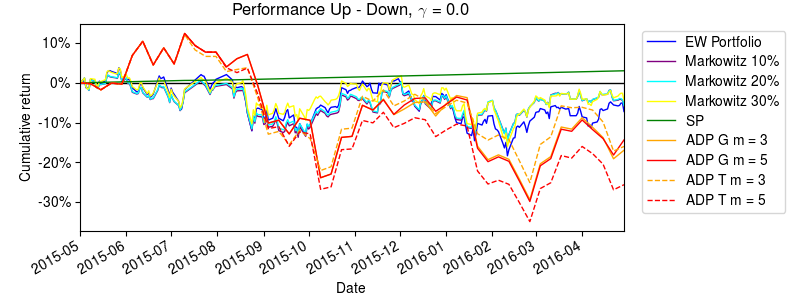 Performance Up - Down, γ = 0.0
Cumulative return
10%
0%
-10%
-20%
-30%
2015-05
2015-06
2015-07
2015-08
2015-09
2015-10
2015-11
2015-12
2016-01
2016-02
2016-03
2016-04
Date
EW Portfolio
Markowitz 10%
Markowitz 20%
Markowitz 30%
SP
ADP G m = 3
ADP G m = 5
ADP T m = 3
ADP T m = 5